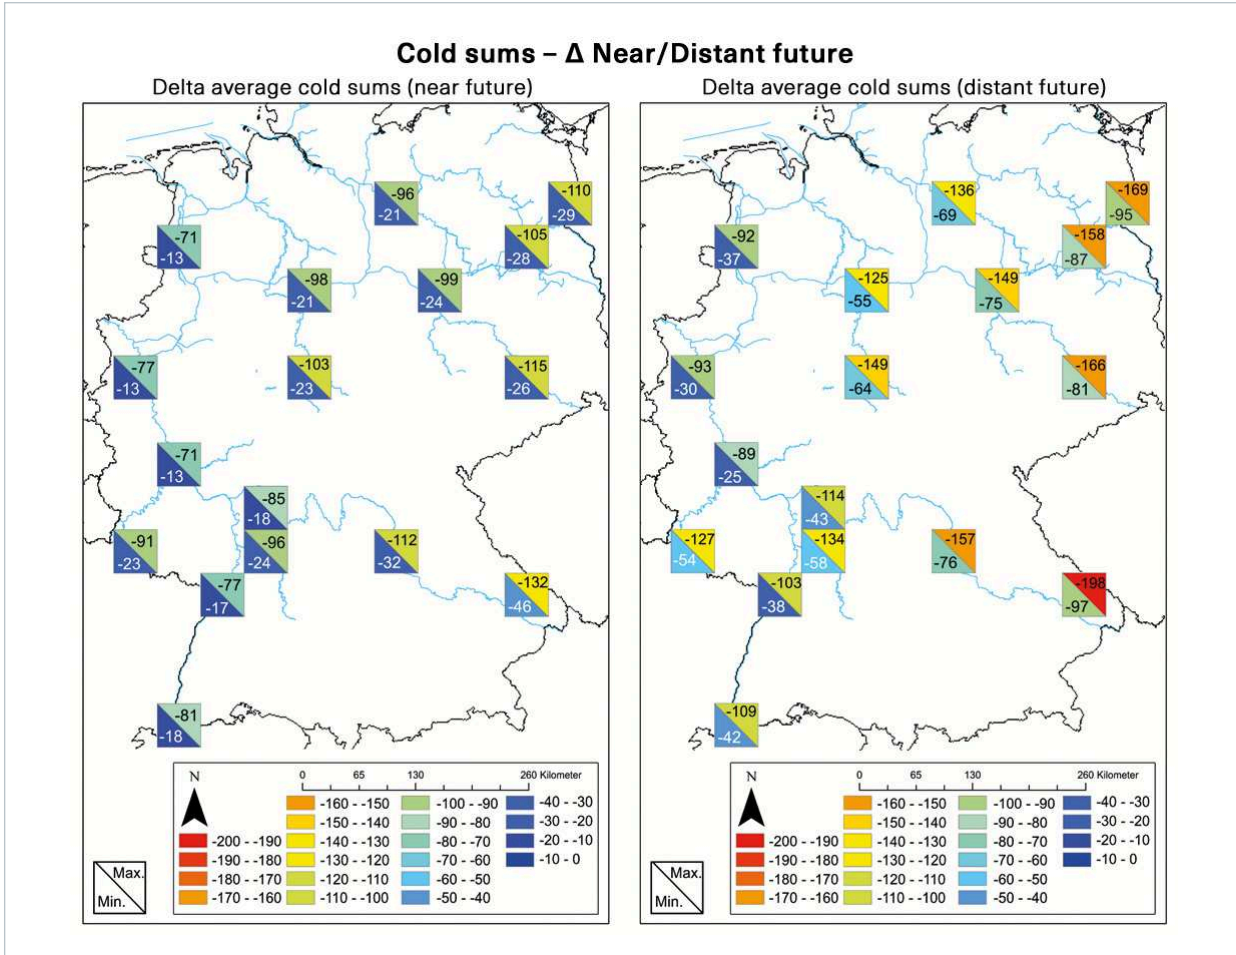 Cold sums – Δ Near/Distant future
Delta average cold sums (near future)
-96
-21
-110
-29
-71
-13
-105
-28
-98
-21
-99
-24
-77
-13
-103
-23
-115
-26
-71
-13
-85
-18
-91
-23
-96
-24
-112
-32
-77
-17
-132
-46
-81
-18
N
0 65 130 260 Kilometer
-160 - -150 -100 - -90 -40 - -30
-150 - -140 -90 - -80 -30 - -20
-200 - -190 -140 - -130 -80 - -70 -20 - -10
-190 - -180 -130 - -120 -70 - -60 -10 - 0
-180 - -170 -120 - -110 -60 - -50
-170 - -160 -110 - -100 -50 - -40
Max.
Min.
Delta average cold sums (distant future)
-136
-69
-169
-95
-92
-37
-158
-87
-125
-55
-149
-75
-93
-30
-149
-64
-166
-81
-89
-25
-114
-43
-127
-54
-134
-58
-157
-76
-103
-38
-198
-97
-109
-42
N
0 65 130 260 Kilometer
-160 - -150 -100 - -90 -40 - -30
-150 - -140 -90 - -80 -30 - -20
-200 - -190 -140 - -130 -80 - -70 -20 - -10
-190 - -180 -130 - -120 -70 - -60 -10 - 0
-180 - -170 -120 - -110 -60 - -50
-170 - -160 -110 - -100 -50 - -40
Max.
Min.